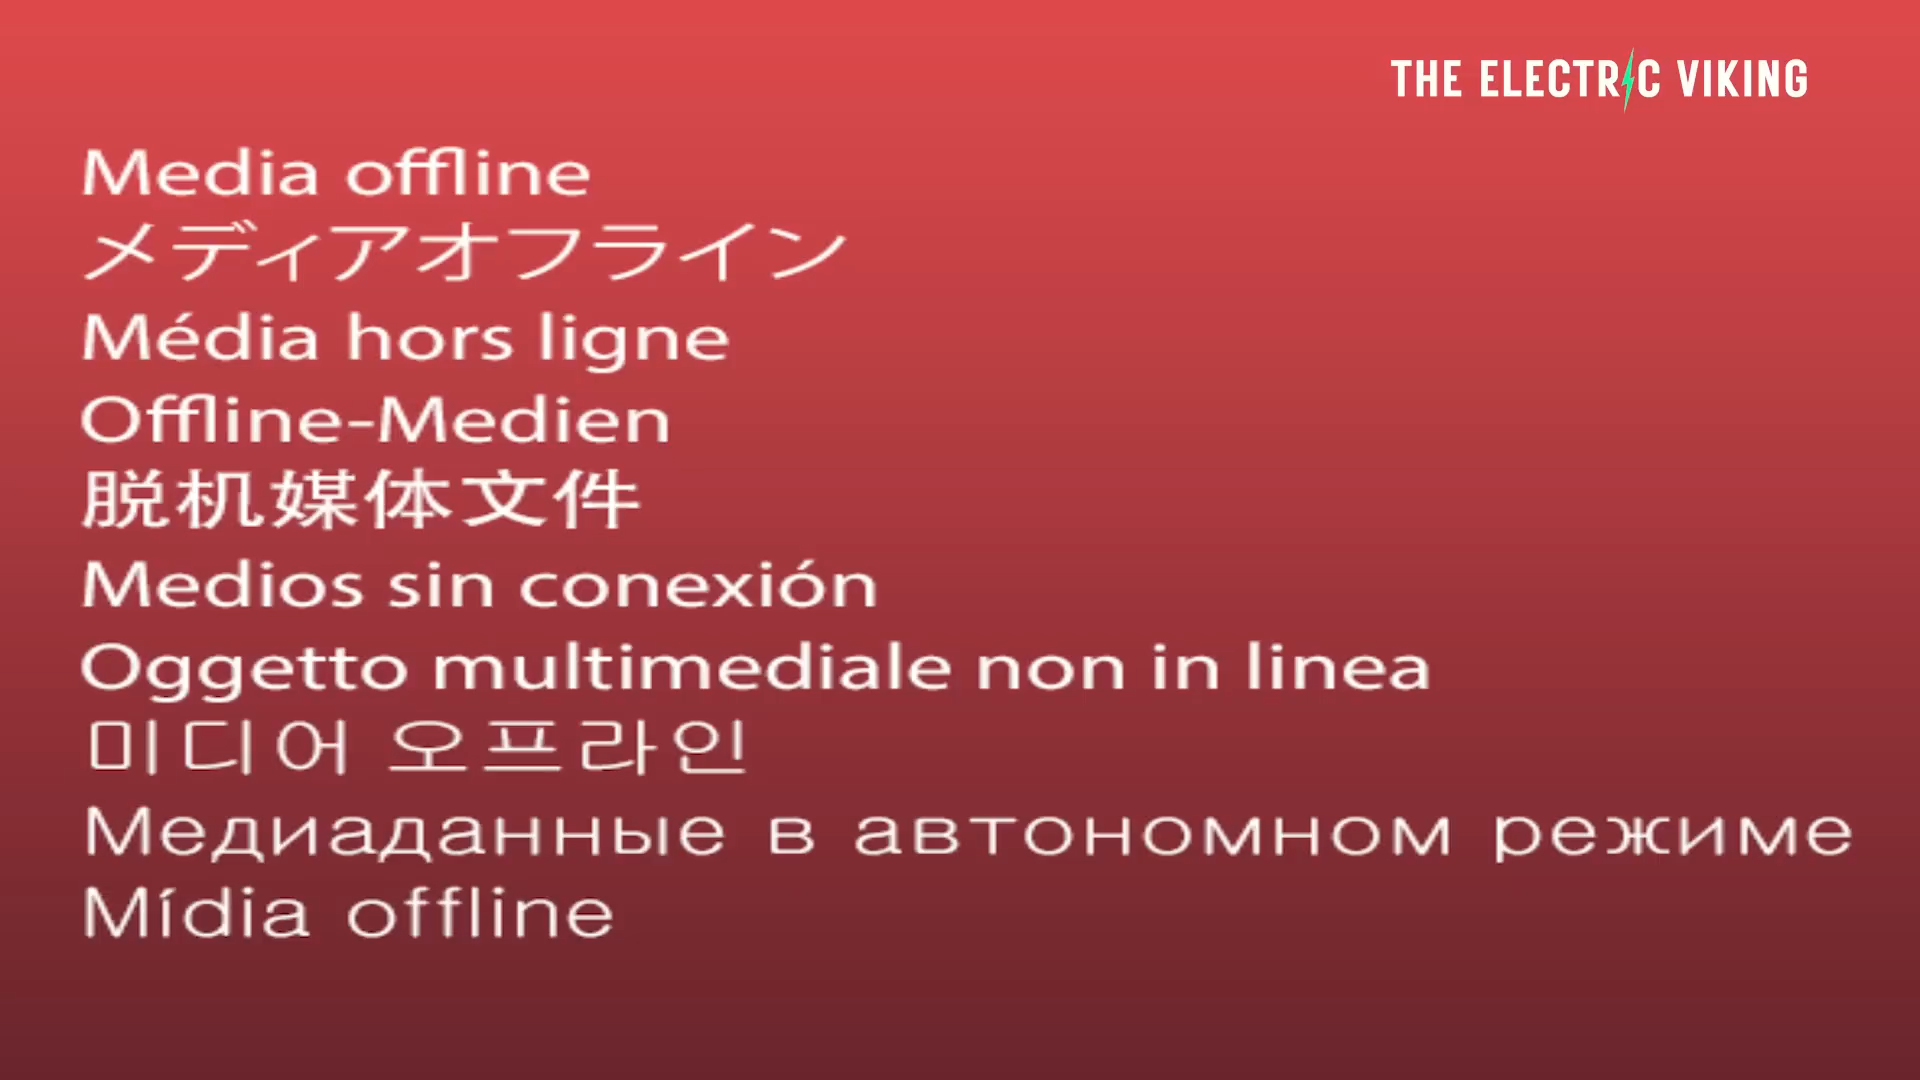 THE ELECTRIC VIKING
Media offline
メディアオフライン
Média hors ligne
Offline-Medien
脱机媒体文件
Medios sin conexión
Oggetto multimediale non in linea
미디어 오프라인
Медиаданные в автономном режиме
Mídia offline